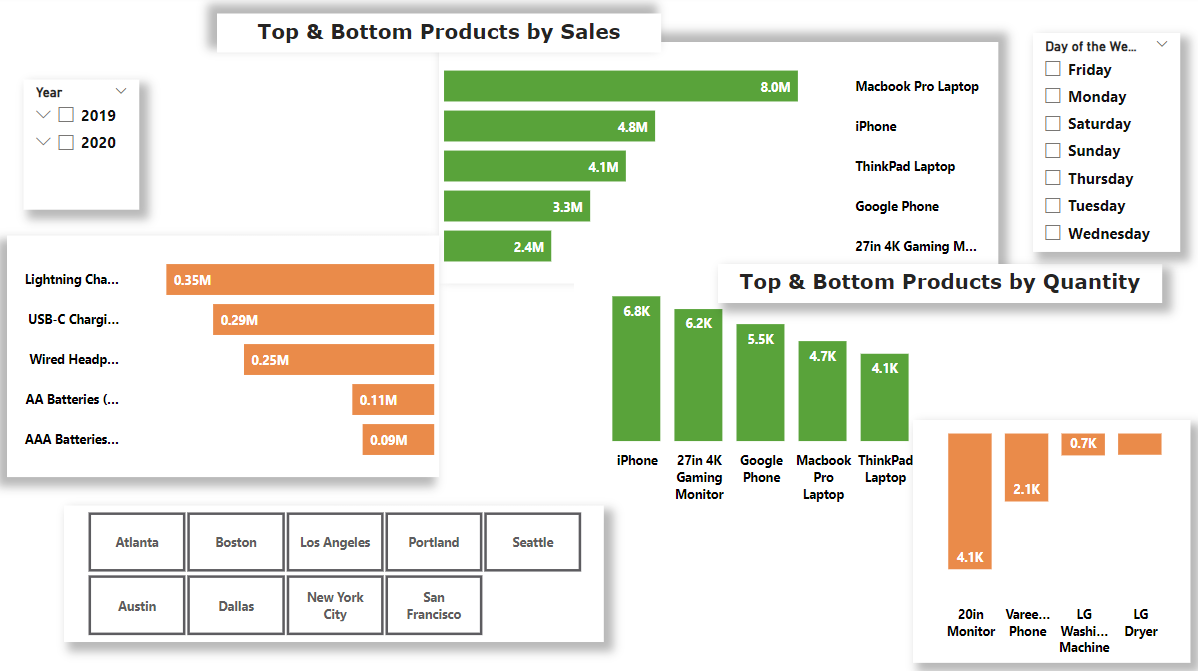 Top & Bottom Products by Sales
Year
2019
2020
8.0M
4.8M
4.1M
3.3M
2.4M
Macbook Pro Laptop
iPhone
ThinkPad Laptop
Google Phone
27in 4K Gaming M...
Day of the We...
Friday
Monday
Saturday
Sunday
Thursday
Tuesday
Wednesday
Lightning Cha...
0.35M
USB-C Chargi...
0.29M
Wired Headp...
0.25M
AA Batteries (...
0.11M
AAA Batteries...
0.09M
Top & Bottom Products by Quantity
6.8K
6.2K
5.5K
4.7K
4.1K
iPhone
27in 4K
Gaming
Monitor
Google
Phone
Macbook
Pro
Laptop
ThinkPad
Laptop
4.1K
2.1K
0.7K
20in
Monitor
Varee...
Phone
LG
Washi...
Machine
LG
Dryer
Atlanta
Boston
Los Angeles
Portland
Seattle
Austin
Dallas
New York
City
San
Francisco